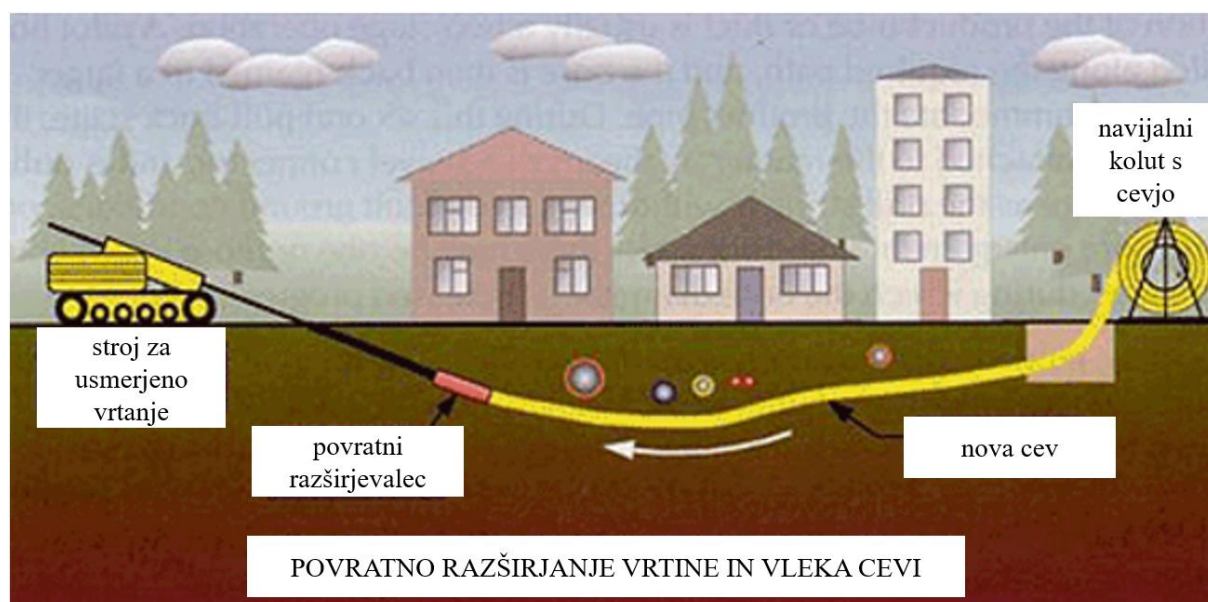 navijalni
kolut s
cevjo
stroj za
usmerjeno
vrtanje
povratni
razširjevalec
nova cev
POVRATNO RAZŠIRJANJE VRTINE IN VLEKA CEVI